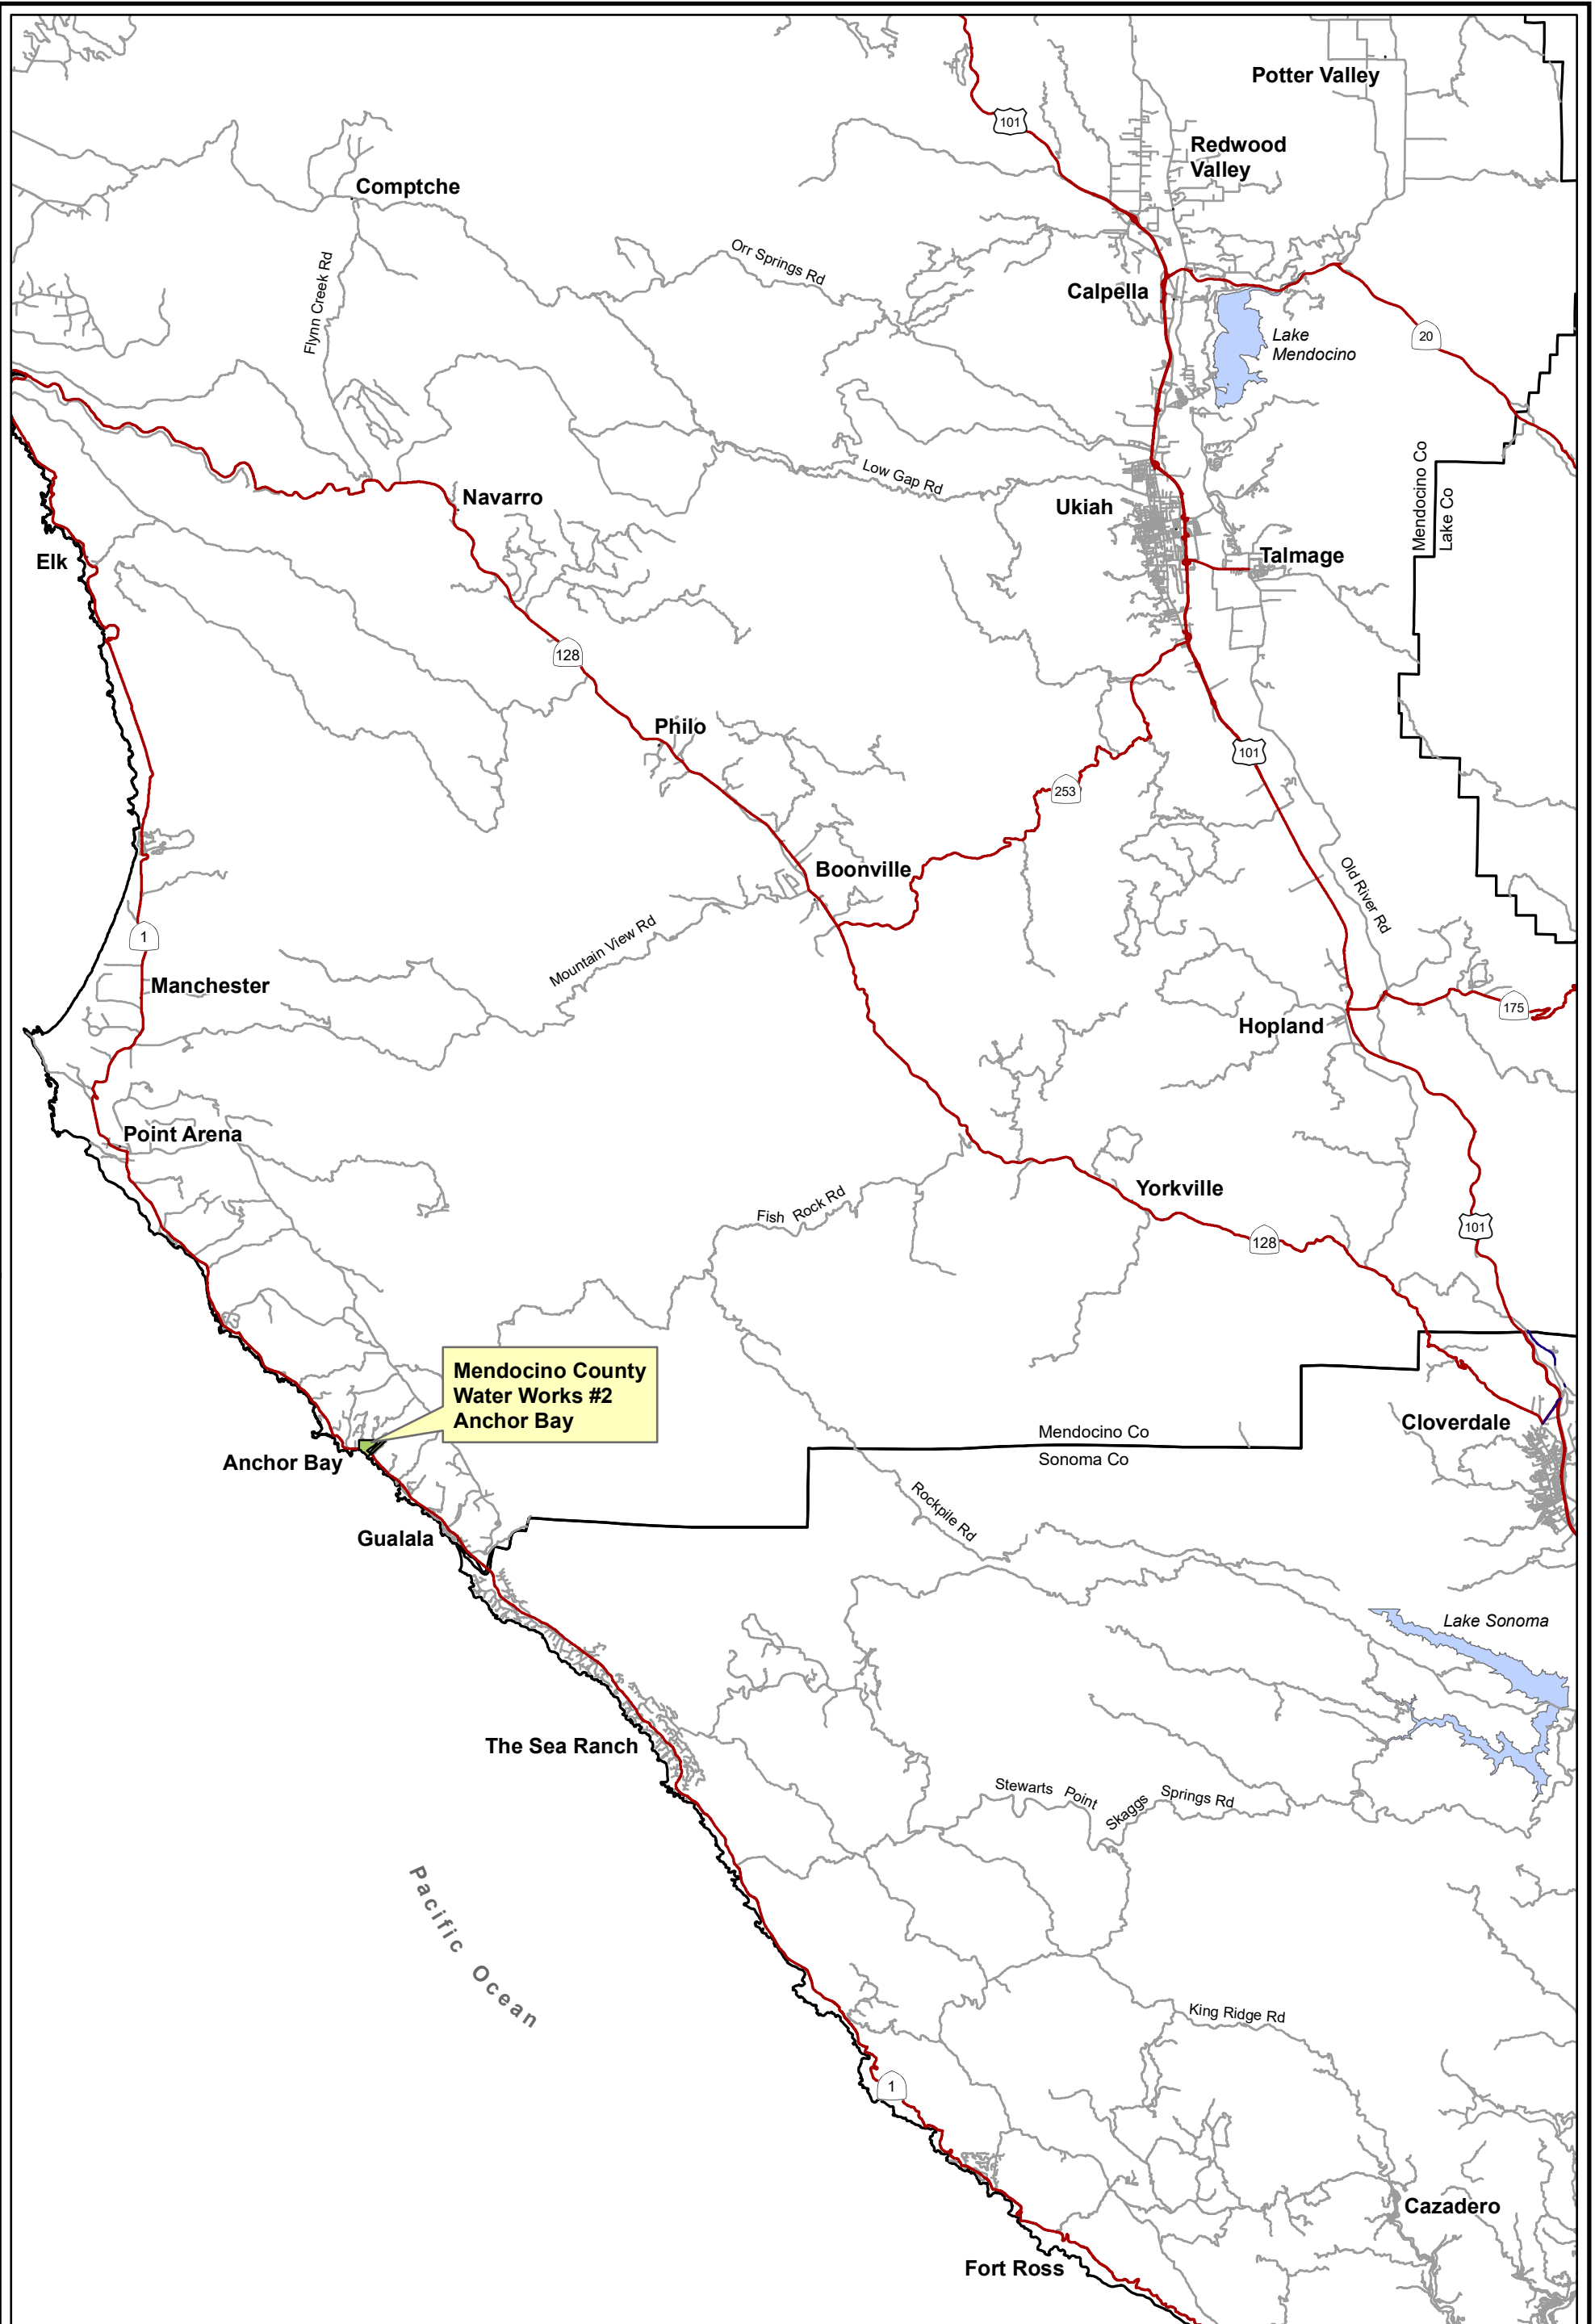 Potter Valley
101
Redwood
Valley
Comptche
Orr Springs Rd
Flynn Creek Rd
Calpella
Lake
Mendocino
20
Low Gap Rd
Navarro
Ukiah
Mendocino Co
Lake Co
Elk
Talmage
128
Philo
101
253
Boonville
Old River Rd
Mountain View Rd
1
Manchester
175
Hopland
Point Arena
Yorkville
Fish Rock Rd
101
128
Mendocino County
Water Works #2
Anchor Bay
Cloverdale
Mendocino Co
Sonoma Co
Anchor Bay
Rockpile Rd
Gualala
Lake Sonoma
The Sea Ranch
Stewarts Point Skaggs Springs Rd
Pacific Ocean
King Ridge Rd
1
Cazadero
Fort Ross